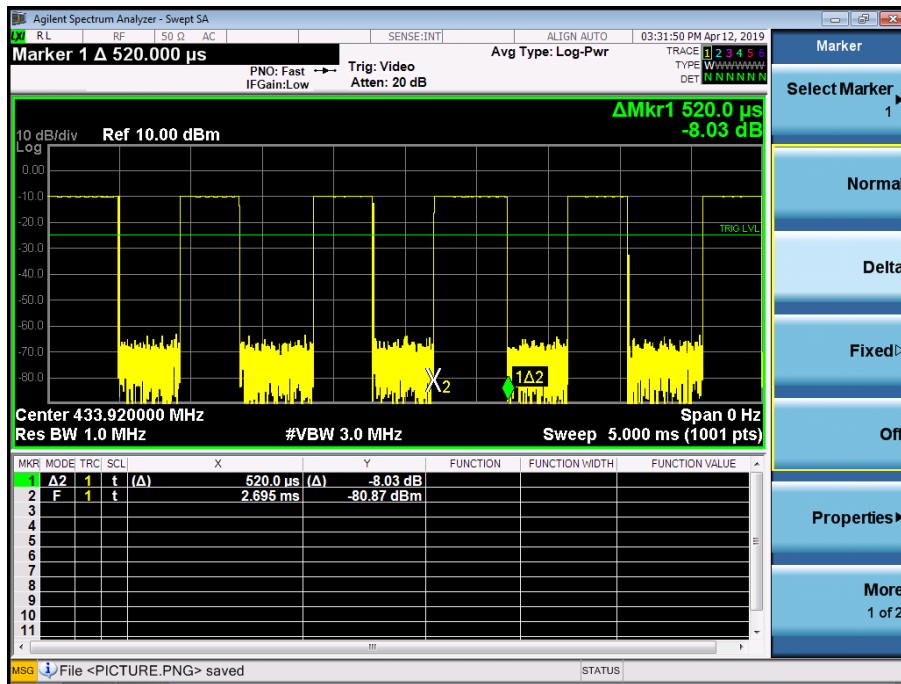 Agilent Spectrum Analyzer - Swept SA
LXI RL RF 50 Ω AC SENSE:INT ALIGN AUTO 03:31:50 PM Apr 12, 2019
Marker 1 Δ 520.000 µs
PNO: Fast
IFGain:Low
Trig: Video
Atten: 20 dB
Avg Type: Log-Pwr
TRACE 1 2 3 4 5 6
TYPE WWWWWW
DET N N N N N N
ΔMkr1 520.0 µs
-8.03 dB
10 dB/div Ref 10.00 dBm
Log
0.00
-10.0
-20.0
TRIG LVL
-30.0
-40.0
-50.0
-60.0
-70.0
-80.0
X2
1Δ2
Center 433.920000 MHz Span 0 Hz
Res BW 1.0 MHz #VBW 3.0 MHz Sweep 5.000 ms (1001 pts)
MKR MODE TRC SCL X Y FUNCTION FUNCTION WIDTH FUNCTION VALUE
1 Δ2 1 t (Δ) 520.0 µs (Δ) -8.03 dB
2 F 1 t 2.695 ms -80.87 dBm
3
4
5
6
7
8
9
10
11
MSG File <PICTURE.PNG> saved STATUS
Marker
Select Marker
1
Normal
Delta
Fixed
Off
Properties
More
1 of 2